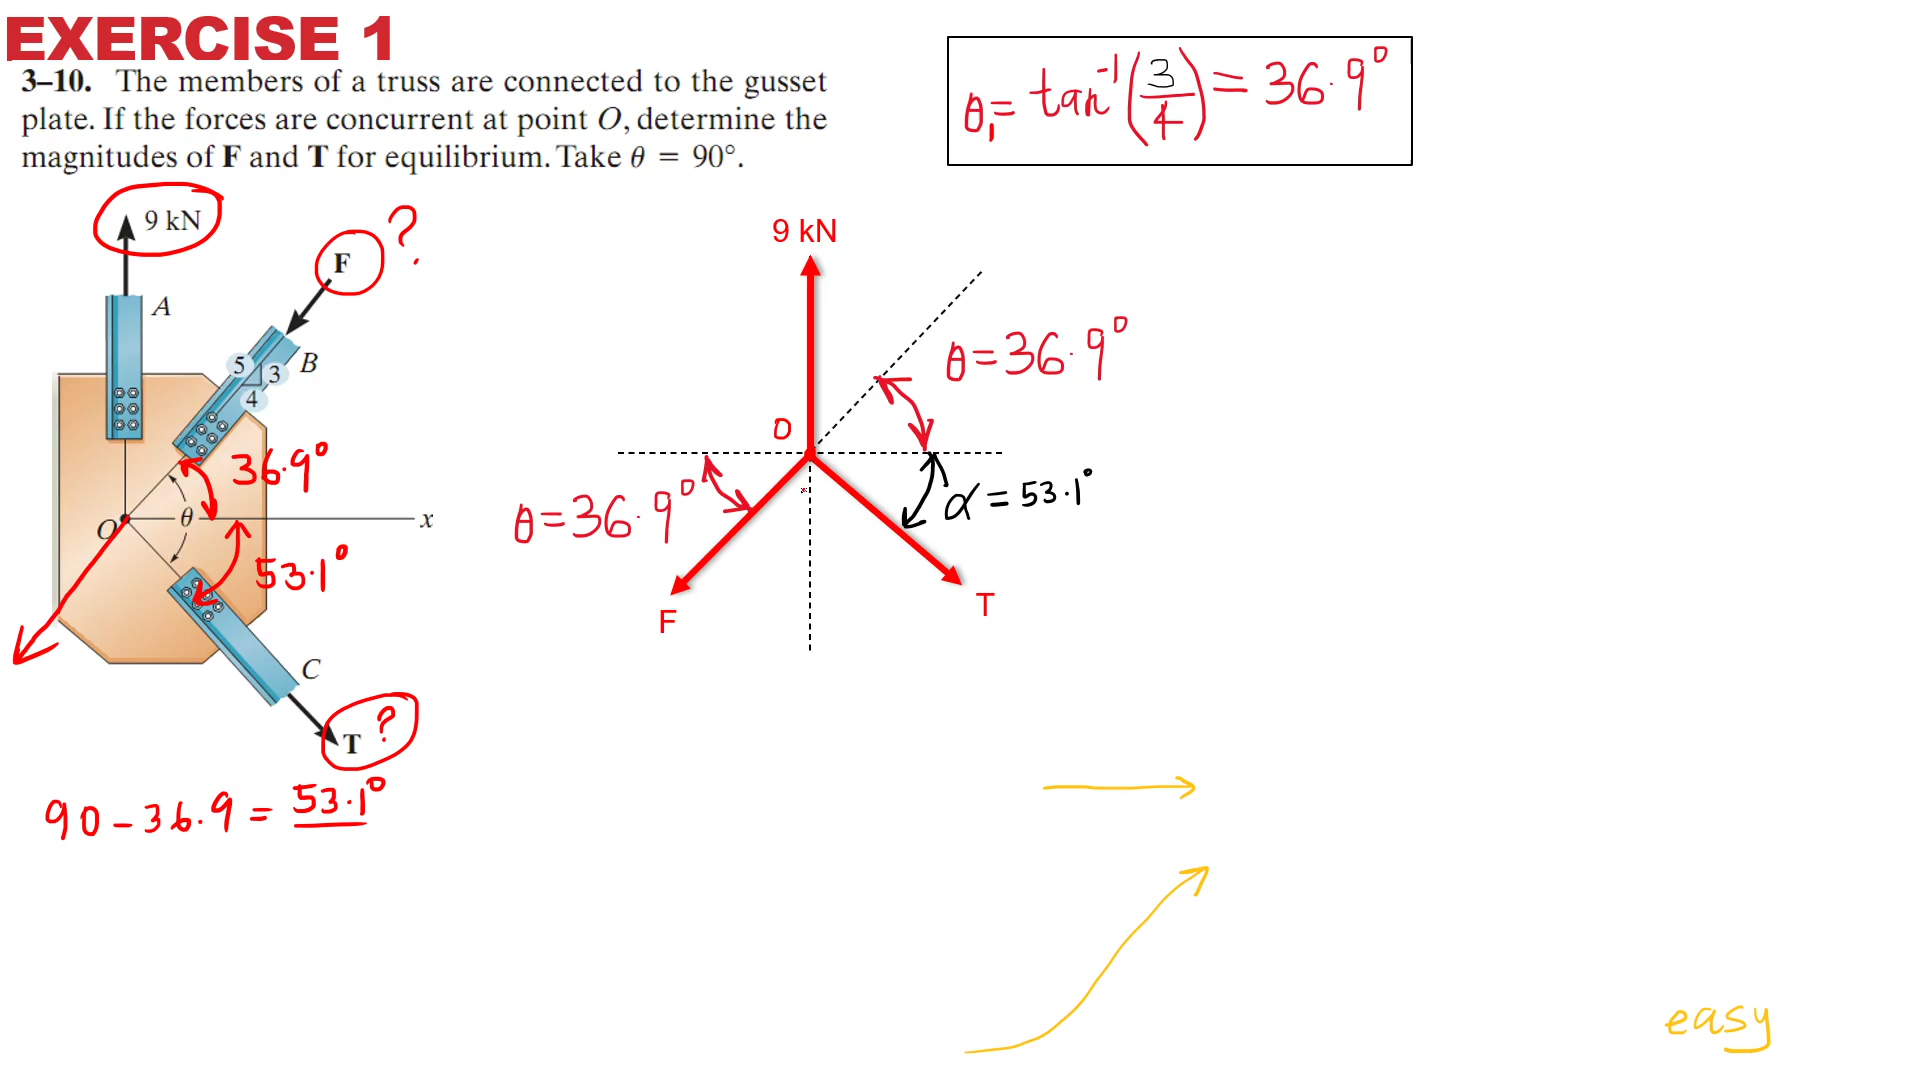 EXERCISE 1
3–10. The members of a truss are connected to the gusset
plate. If the forces are concurrent at point O, determine the
magnitudes of F and T for equilibrium. Take θ = 90°.
θ₁= tan⁻¹(3/4) = 36.9°
9 kN
F
?
A
5
3
4
B
36.9°
O
θ
x
53.1°
C
T
?
90 − 36.9 = 53.1°
9 kN
θ=36.9°
O
α = 53.1°
θ=36.9°
F
T
easy